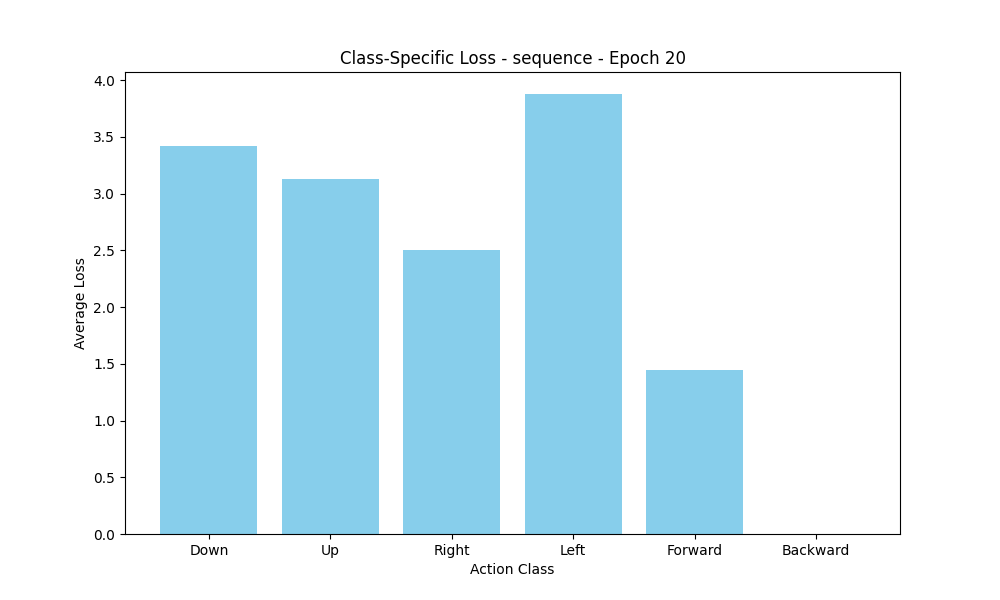 Class-Specific Loss - sequence - Epoch 20
4.0
3.5
3.0
2.5
2.0
1.5
1.0
0.5
0.0
Average Loss
Down Up Right Left Forward Backward
Action Class